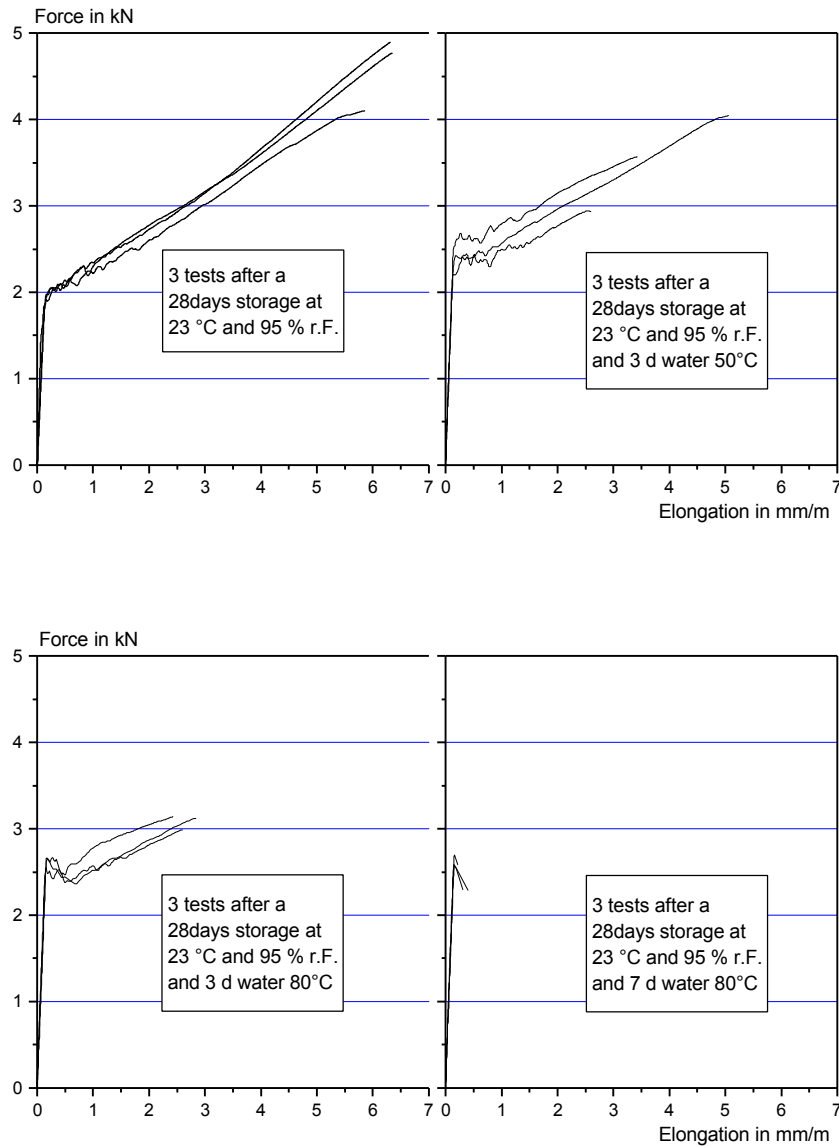 Force in kN
5
4
3
2
1
0
0 1 2 3 4 5 6 7
0 1 2 3 4 5 6 7
Elongation in mm/m
3 tests after a
28days storage at
23 °C and 95 % r.F.
3 tests after a
28days storage at
23 °C and 95 % r.F.
and 3 d water 50°C
Force in kN
5
4
3
2
1
0
0 1 2 3 4 5 6 7
0 1 2 3 4 5 6 7
Elongation in mm/m
3 tests after a
28days storage at
23 °C and 95 % r.F.
and 3 d water 80°C
3 tests after a
28days storage at
23 °C and 95 % r.F.
and 7 d water 80°C